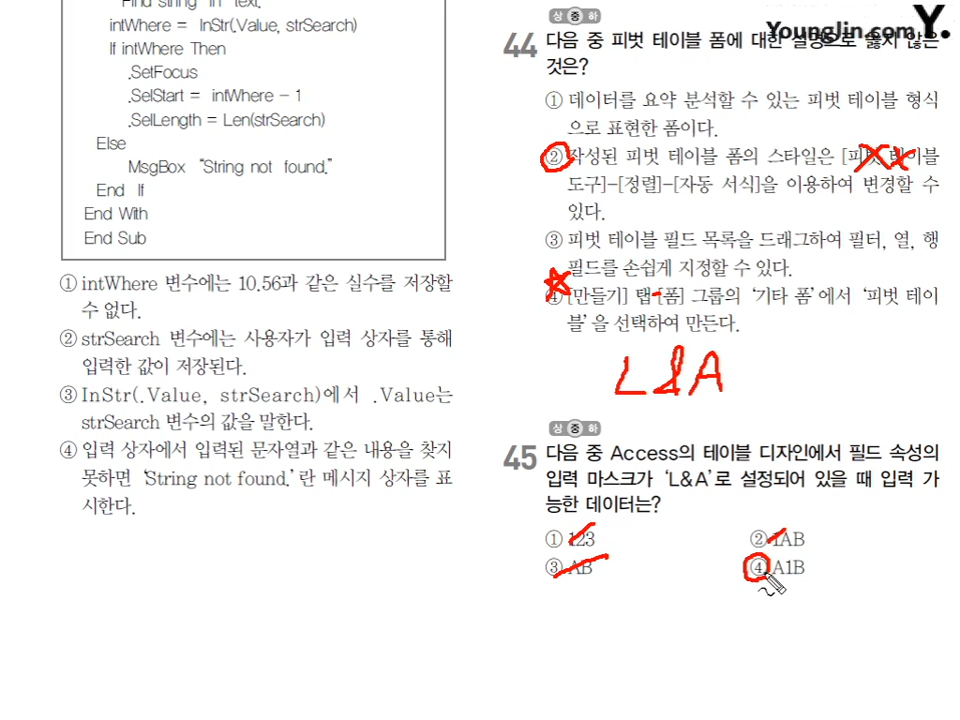 Find string in text.
intWhere = InStr(.Value, strSearch)
If intWhere Then
.SetFocus
.SelStart = intWhere - 1
.SelLength = Len(strSearch)
Else
MsgBox “String not found.”
End If
End With
End Sub
① intWhere 변수에는 10.56과 같은 실수를 저장할
수 없다.
② strSearch 변수에는 사용자가 입력 상자를 통해
입력한 값이 저장된다.
③ InStr(.Value, strSearch)에서 .Value는
strSearch 변수의 값을 말한다.
④ 입력 상자에서 입력된 문자열과 같은 내용을 찾지
못하면 ‘String not found.’란 메시지 상자를 표
시한다.
Younglin.com Y.
상 중 하
44 다음 중 피벗 테이블 폼에 대한 설명으로 옳지 않은
것은?
① 데이터를 요약 분석할 수 있는 피벗 테이블 형식
으로 표현한 폼이다.
② 작성된 피벗 테이블 폼의 스타일은 [피벗 테이블
도구]-[정렬]-[자동 서식]을 이용하여 변경할 수
있다.
③ 피벗 테이블 필드 목록을 드래그하여 필터, 열, 행
필드를 손쉽게 지정할 수 있다.
④ [만들기] 탭-[폼] 그룹의 ‘기타 폼’에서 ‘피벗 테이
블’을 선택하여 만든다.
L&A
상 중 하
45 다음 중 Access의 테이블 디자인에서 필드 속성의
입력 마스크가 ‘L&A’로 설정되어 있을 때 입력 가
능한 데이터는?
① 123 ② 1AB
③ AB ④ A1B